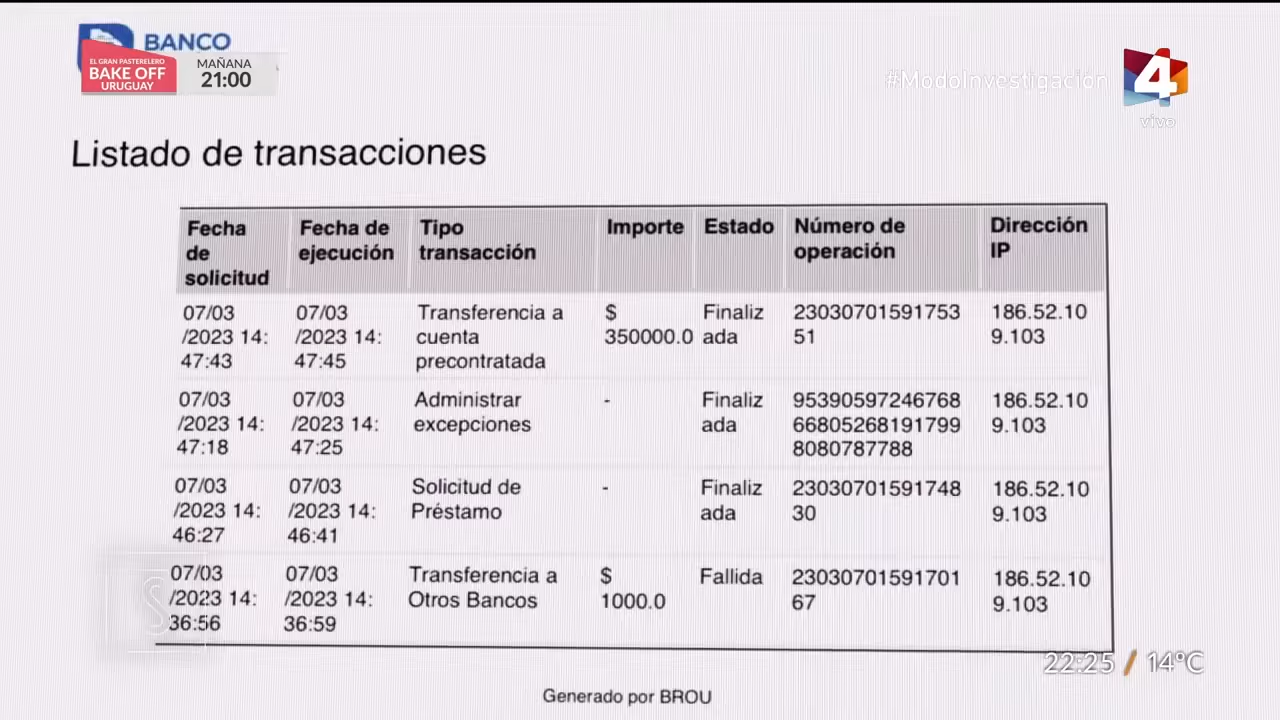 BANCO
EL GRAN PASTERELERO
BAKE OFF
URUGUAY
MAÑANA
21:00
#ModoInvestigación
4
vivo
Listado de transacciones
Fecha de solicitud Fecha de ejecución Tipo transacción Importe Estado Número de operación Dirección IP
07/03 07/03 Transferencia a $ Finaliz 23030701591753 186.52.10
/2023 14: /2023 14: cuenta 350000.0 ada 51 9.103
47:43 47:45 precontratada
07/03 07/03 Administrar - Finaliz 95390597246768 186.52.10
/2023 14: /2023 14: excepciones ada 66805268191799 9.103
47:18 47:25 8080787788
07/03 07/03 Solicitud de - Finaliz 23030701591748 186.52.10
/2023 14: /2023 14: Préstamo ada 30 9.103
46:27 46:41
07/03 07/03 Transferencia a $ Fallida 23030701591701 186.52.10
/2023 14: /2023 14: Otros Bancos 1000.0 67 9.103
36:56 36:59
S
22:25 / 14ºC
Generado por BROU